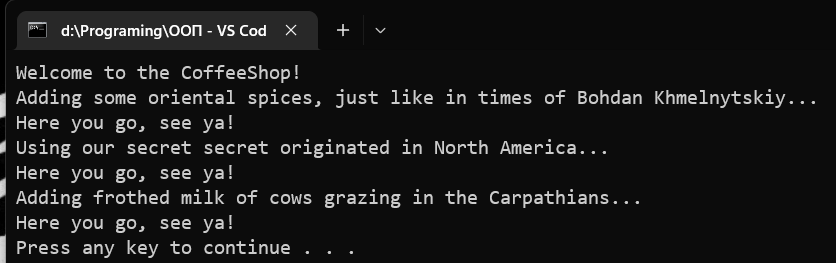 d:\Programing\ООП - VS Cod
Welcome to the CoffeeShop!
Adding some oriental spices, just like in times of Bohdan Khmelnytskiy...
Here you go, see ya!
Using our secret secret originated in North America...
Here you go, see ya!
Adding frothed milk of cows grazing in the Carpathians...
Here you go, see ya!
Press any key to continue . . .